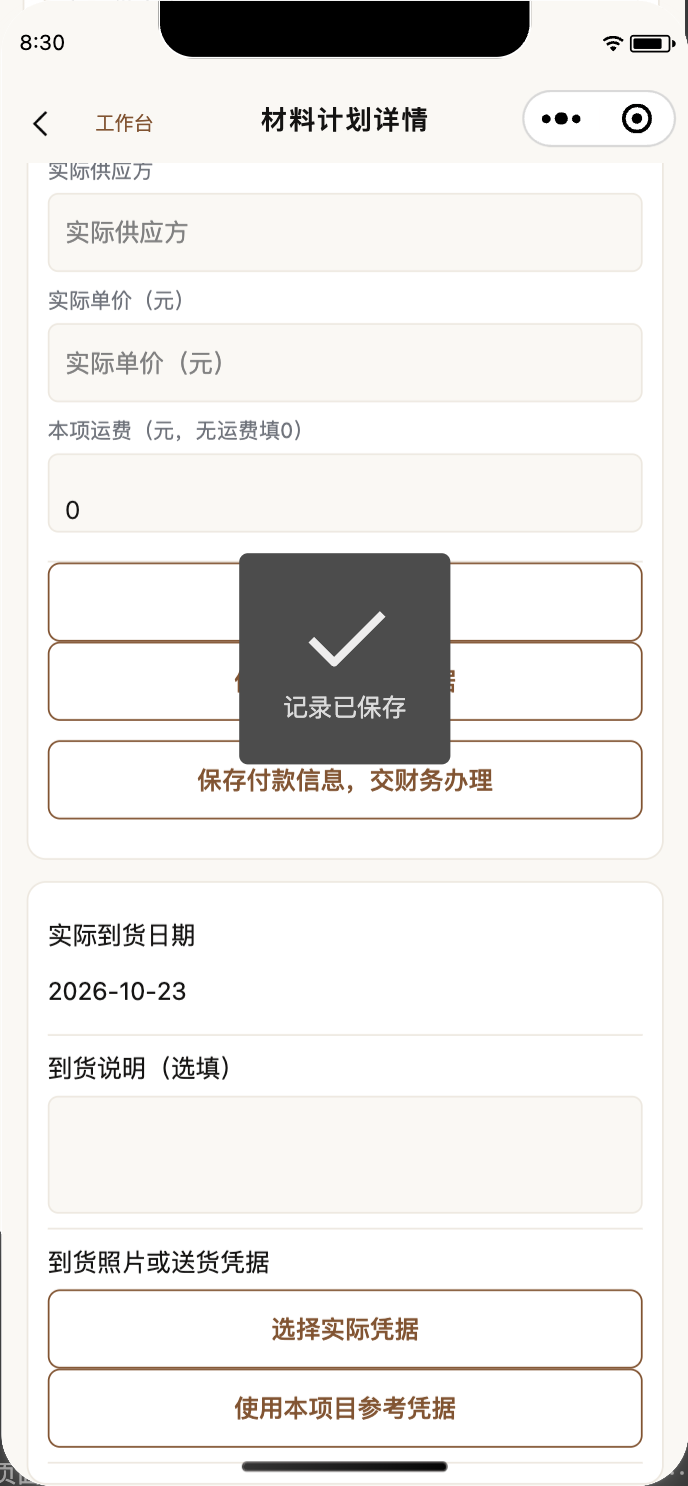 8:30
工作台
材料计划详情
实际供应方
实际供应方
实际单价（元）
实际单价（元）
本项运费（元，无运费填0）
0
记录已保存
保存付款信息，交财务办理
实际到货日期
2026-10-23
到货说明（选填）
到货照片或送货凭据
选择实际凭据
使用本项目参考凭据